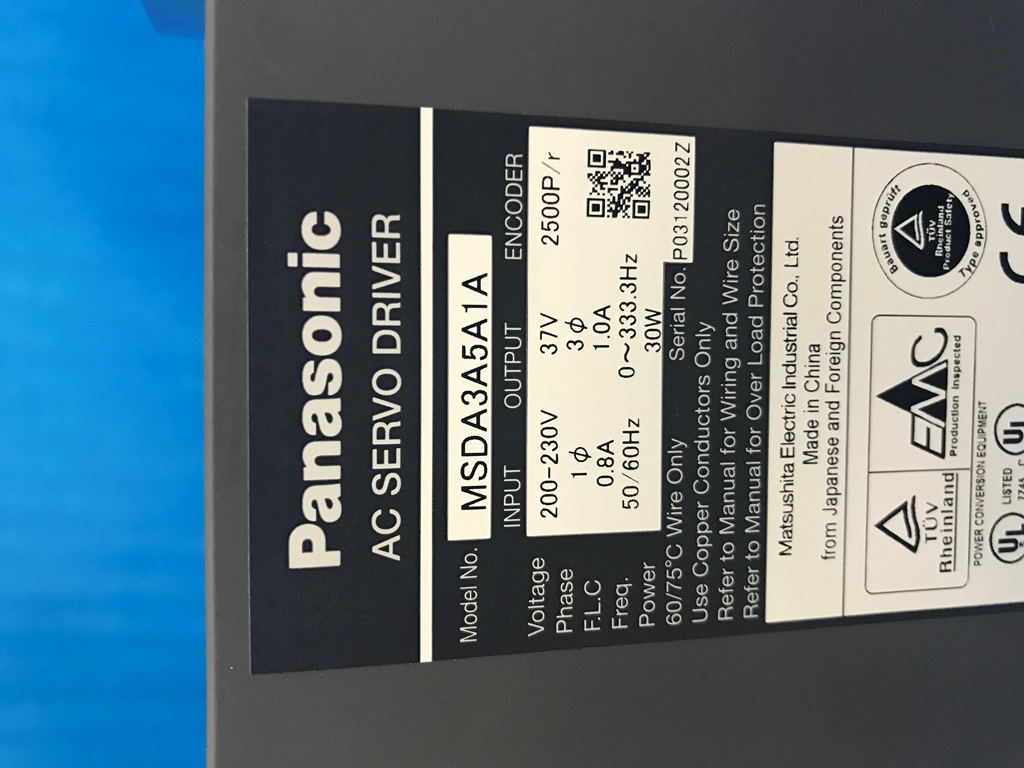 Panasonic
AC SERVO DRIVER
Model No. MSDA3A5A1A
INPUT OUTPUT ENCODER
Voltage 200-230V 37V 2500P/r
Phase 1ϕ 3ϕ
F.L.C 0.8A 1.0A
Freq. 50/60Hz 0~333.3Hz
Power 30W
60/75°C Wire Only Serial No. P03120002Z
Use Copper Conductors Only
Refer to Manual for Wiring and Wire Size
Refer to Manual for Over Load Protection
Matsushita Electric Industrial Co., Ltd.
Made in China
from Japanese and Foreign Components
TÜV
Rheinland
EMC
Production Inspected
Bauart geprüft
TÜV
Rheinland
Product Safety
Type approved
POWER CONVERSION EQUIPMENT
UL LISTED UL
CE